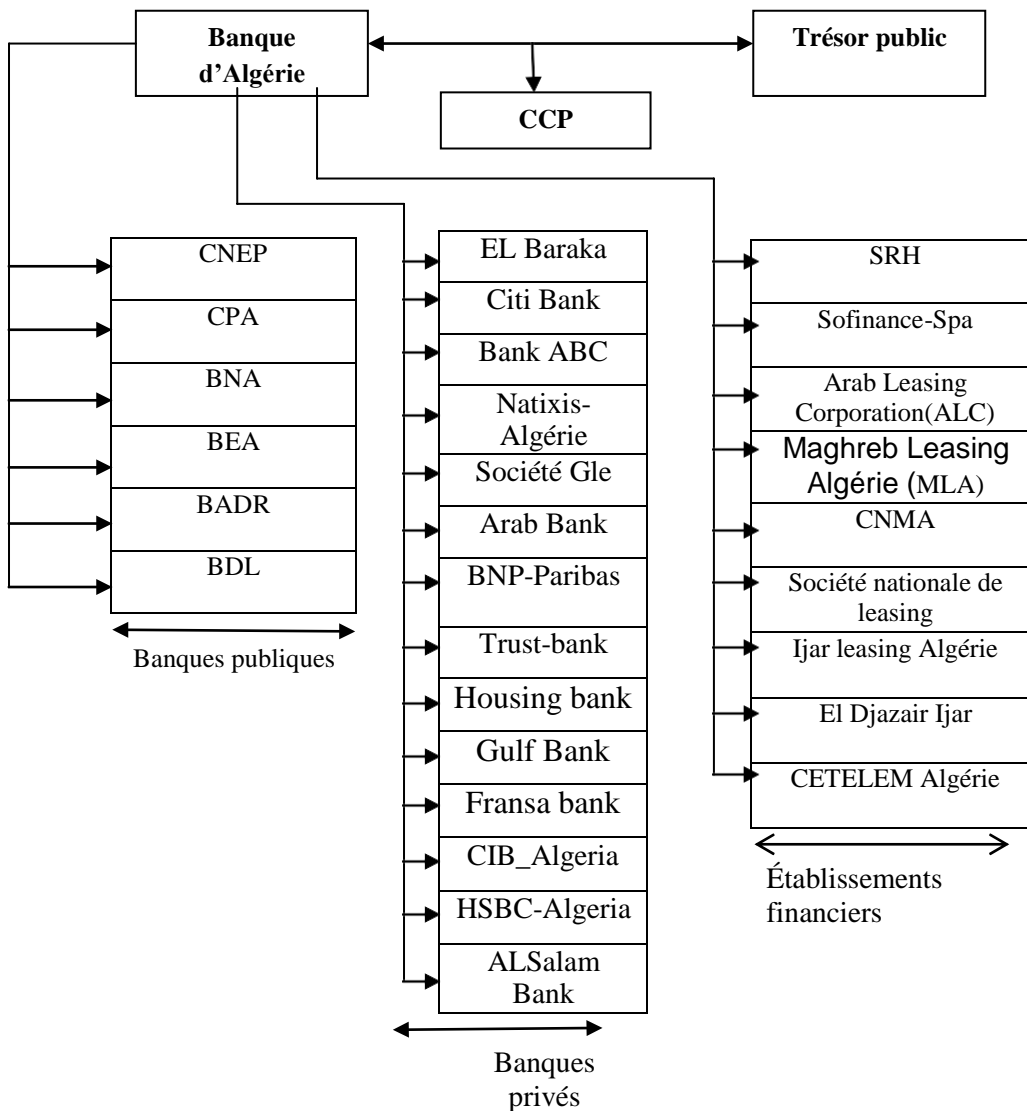 Banque
d’Algérie
Trésor public
CCP
CNEP
CPA
BNA
BEA
BADR
BDL
Banques publiques
EL Baraka
Citi Bank
Bank ABC
Natixis-
Algérie
Société Gle
Arab Bank
BNP-Paribas
Trust-bank
Housing bank
Gulf Bank
Fransa bank
CIB_Algeria
HSBC-Algeria
ALSalam
Bank
Banques
privés
SRH
Sofinance-Spa
Arab Leasing
Corporation(ALC)
Maghreb Leasing
Algérie (MLA)
CNMA
Société nationale de
leasing
Ijar leasing Algérie
El Djazair Ijar
CETELEM Algérie
Établissements
financiers